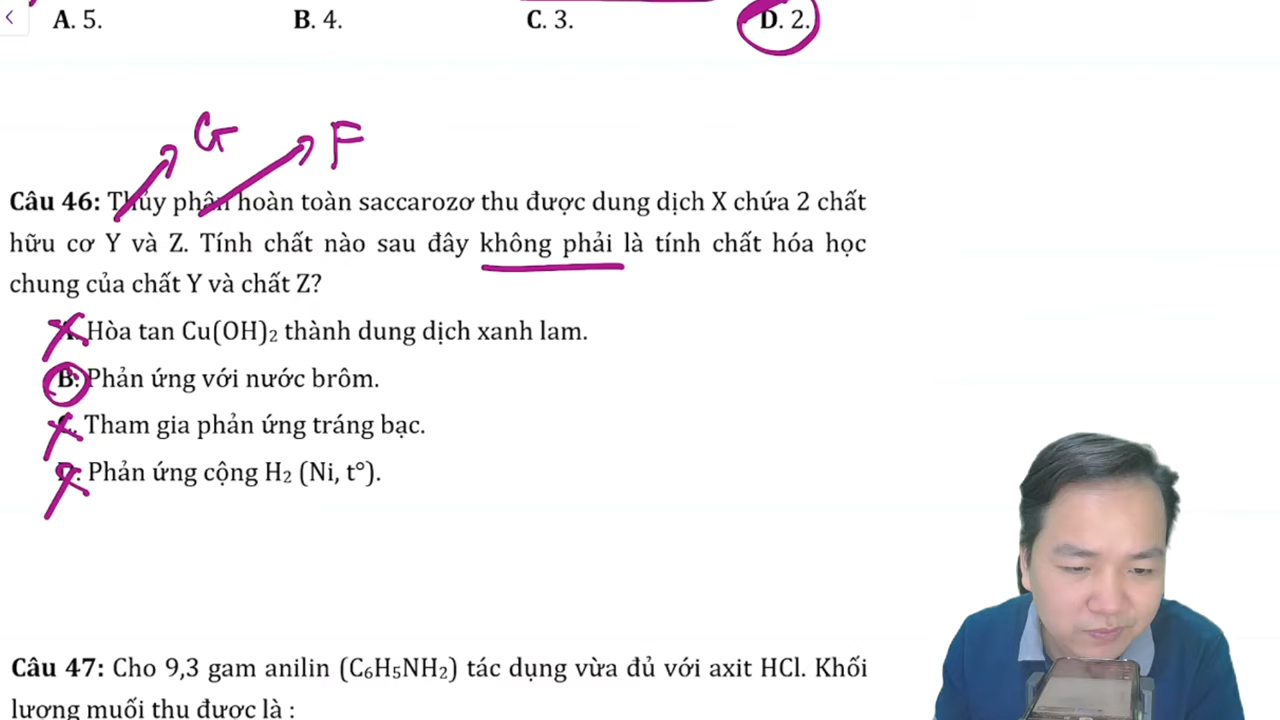 A. 5. B. 4. C. 3. D. 2.
G F
Câu 46: Thủy phân hoàn toàn saccarozơ thu được dung dịch X chứa 2 chất
hữu cơ Y và Z. Tính chất nào sau đây không phải là tính chất hóa học
chung của chất Y và chất Z?
Hòa tan Cu(OH)₂ thành dung dịch xanh lam.
B. Phản ứng với nước brôm.
C. Tham gia phản ứng tráng bạc.
D. Phản ứng cộng H₂ (Ni, t°).
Câu 47: Cho 9,3 gam anilin (C₆H₅NH₂) tác dụng vừa đủ với axit HCl. Khối
lượng muối thu được là :